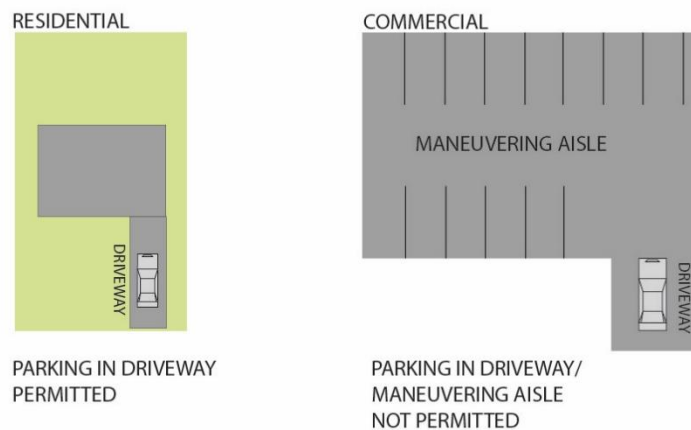 RESIDENTIAL
DRIVEWAY
PARKING IN DRIVEWAY
PERMITTED
COMMERCIAL
MANEUVERING AISLE
DRIVEWAY
PARKING IN DRIVEWAY/
MANEUVERING AISLE
NOT PERMITTED